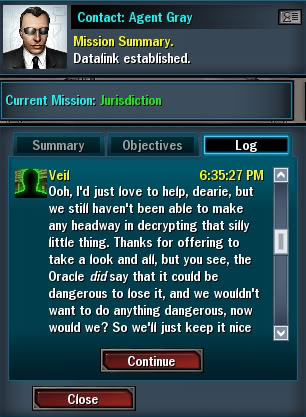 Contact: Agent Gray
Mission Summary.
Datalink established.
Current Mission: Jurisdiction
Summary
Objectives
Log
Veil
6:35:27 PM
Ooh, I'd just love to help, dearie, but
we still haven't been able to make
any headway in decrypting that silly
little thing. Thanks for offering to
take a look and all, but you see, the
Oracle did say that it could be
dangerous to lose it, and we wouldn't
want to do anything dangerous, now
would we? So we'll just keep it nice
Continue
Close